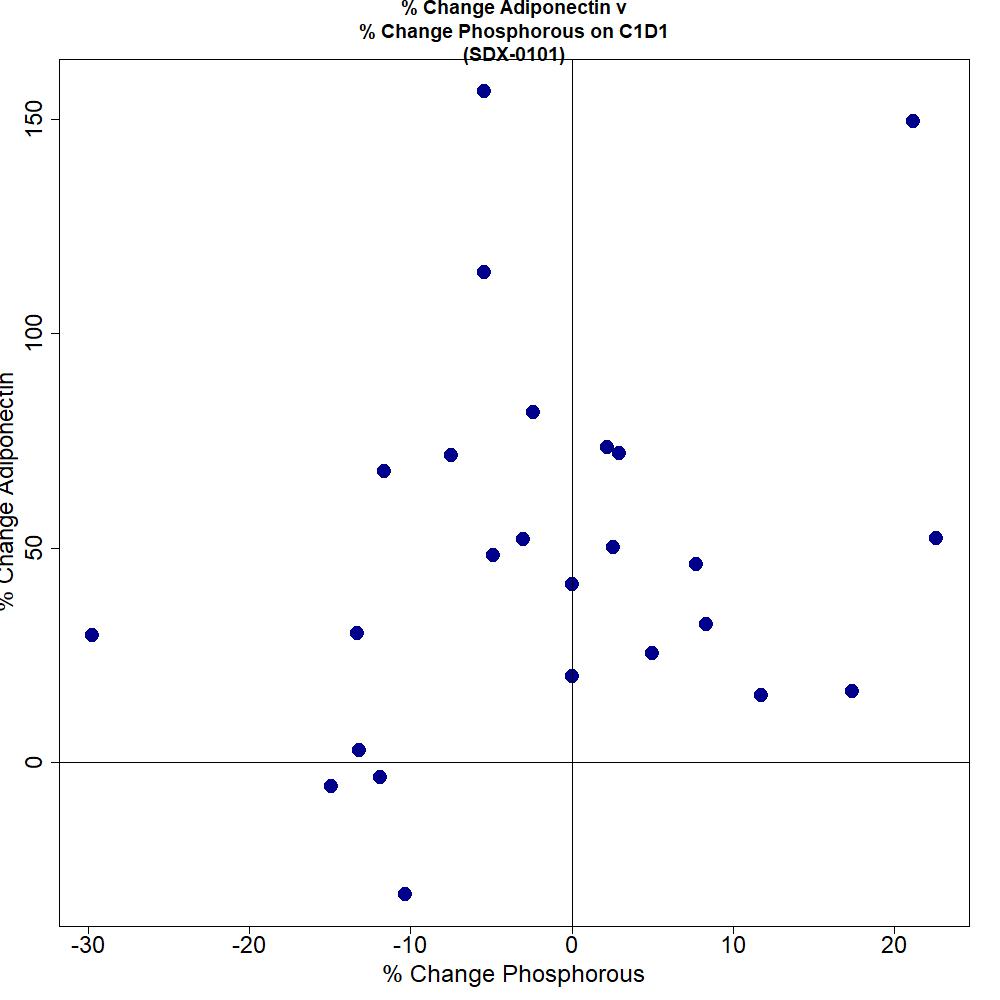 % Change Adiponectin v
% Change Phosphorous on C1D1
(SDX-0101)
% Change Adiponectin
150
100
50
0
-30
-20
-10
0
10
20
% Change Phosphorous